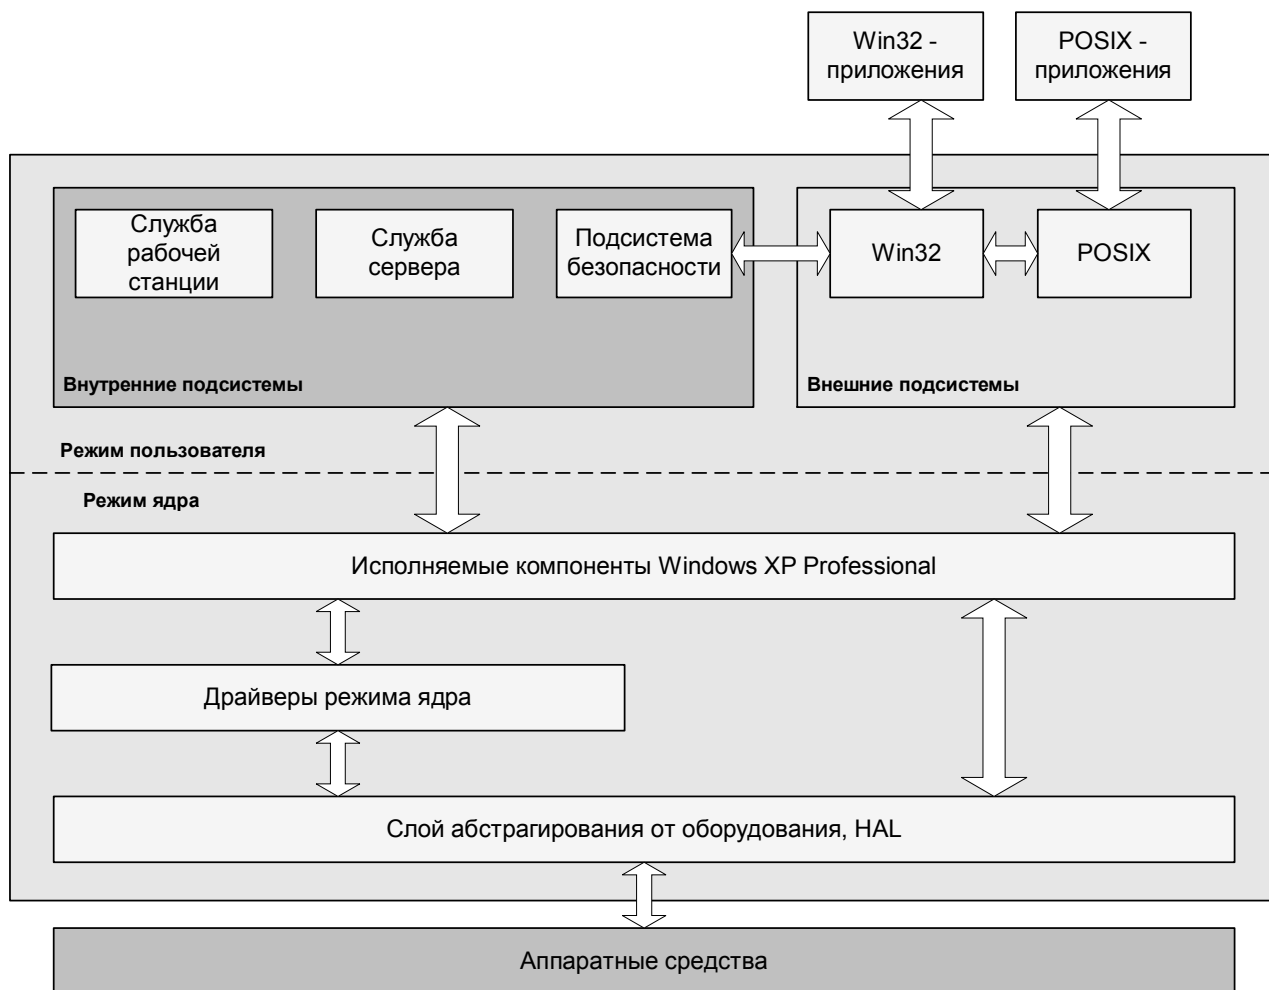 Win32 -
приложения
POSIX -
приложения
Служба
рабочей
станции
Служба
сервера
Подсистема
безопасности
Win32
POSIX
Внутренние подсистемы
Внешние подсистемы
Режим пользователя
Режим ядра
Исполняемые компоненты Windows XP Professional
Драйверы режима ядра
Слой абстрагирования от оборудования, HAL
Аппаратные средства